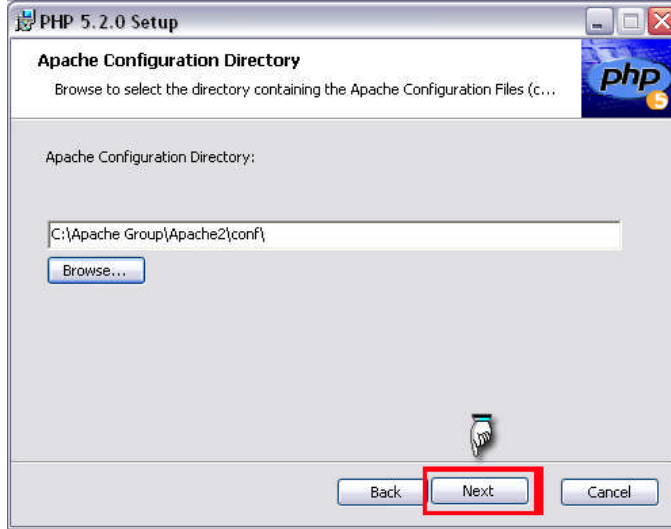 PHP 5.2.0 Setup
Apache Configuration Directory
Browse to select the directory containing the Apache Configuration Files (c...
php
5
Apache Configuration Directory:
C:\Apache Group\Apache2\conf\
Browse...
Back Next Cancel